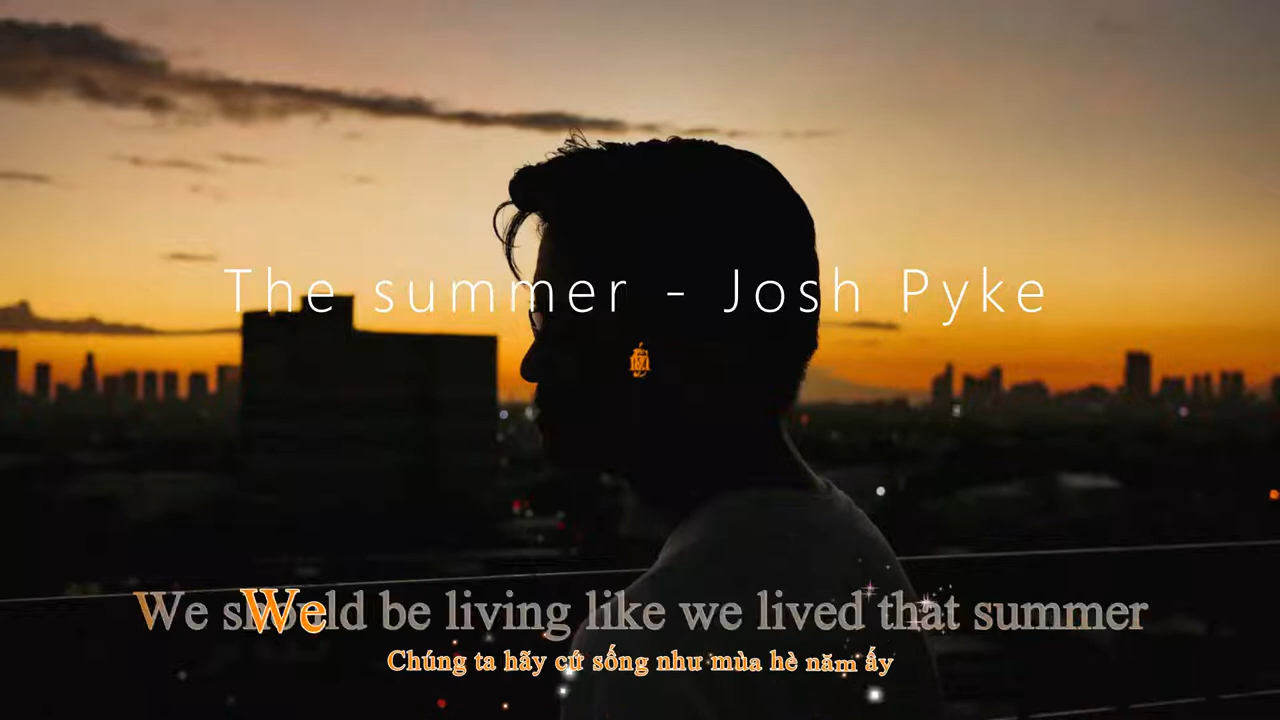 The summer - Josh Pyke
We should be living like we lived that summer
Chúng ta hãy cứ sống như mùa hè năm ấy